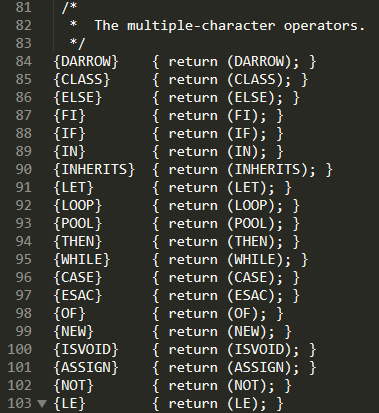 81 /*
82 * The multiple-character operators.
83 */
84 {DARROW} { return (DARROW); }
85 {CLASS} { return (CLASS); }
86 {ELSE} { return (ELSE); }
87 {FI} { return (FI); }
88 {IF} { return (IF); }
89 {IN} { return (IN); }
90 {INHERITS} { return (INHERITS); }
91 {LET} { return (LET); }
92 {LOOP} { return (LOOP); }
93 {POOL} { return (POOL); }
94 {THEN} { return (THEN); }
95 {WHILE} { return (WHILE); }
96 {CASE} { return (CASE); }
97 {ESAC} { return (ESAC); }
98 {OF} { return (OF); }
99 {NEW} { return (NEW); }
100 {ISVOID} { return (ISVOID); }
101 {ASSIGN} { return (ASSIGN); }
102 {NOT} { return (NOT); }
103 {LE} { return (LE); }